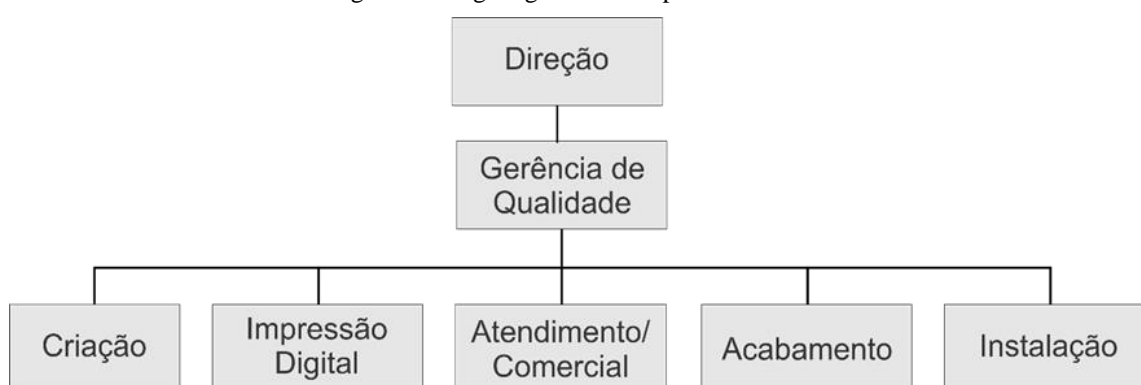 Direção
Gerência de
Qualidade
Criação
Impressão
Digital
Atendimento/
Comercial
Acabamento
Instalação